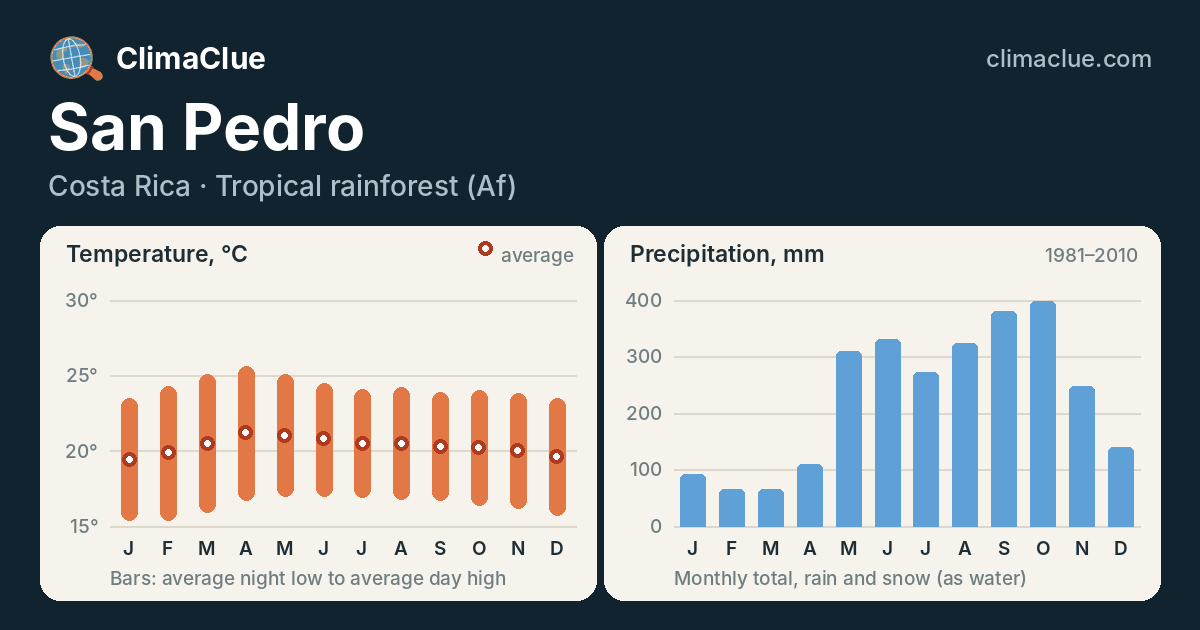 ClimaClue
climaclue.com
San Pedro
Costa Rica · Tropical rainforest (Af)
Temperature, °C
average
30°
25°
20°
15°
J F M A M J J A S O N D
Bars: average night low to average day high
Precipitation, mm
1981–2010
400
300
200
100
0
J F M A M J J A S O N D
Monthly total, rain and snow (as water)